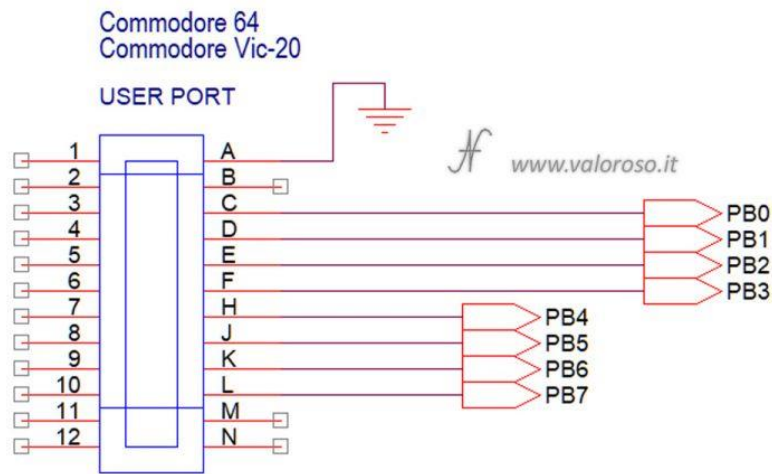 Commodore 64
Commodore Vic-20
USER PORT
www.valoroso.it
1 A
2 B
3 C PB0
4 D PB1
5 E PB2
6 F PB3
7 H PB4
8 J PB5
9 K PB6
10 L PB7
11 M
12 N